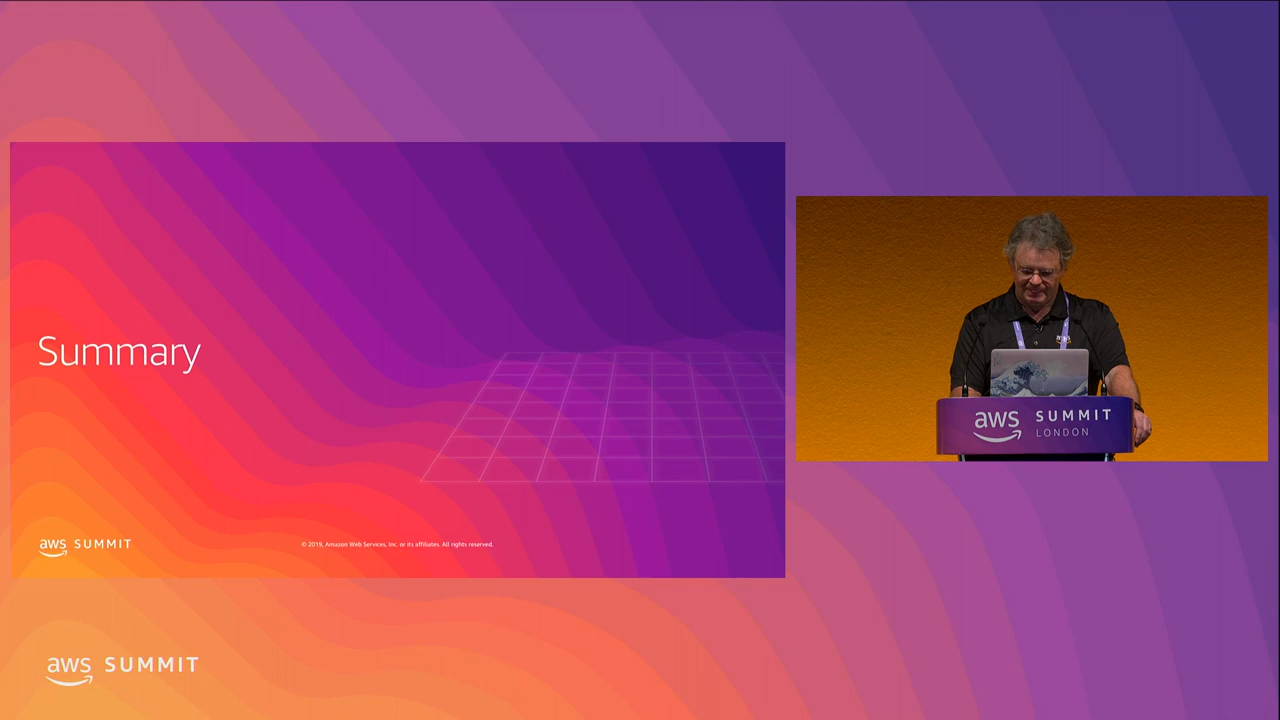 Summary
aws SUMMIT
© 2019, Amazon Web Services, Inc. or its affiliates. All rights reserved.
aws SUMMIT
LONDON
aws SUMMIT